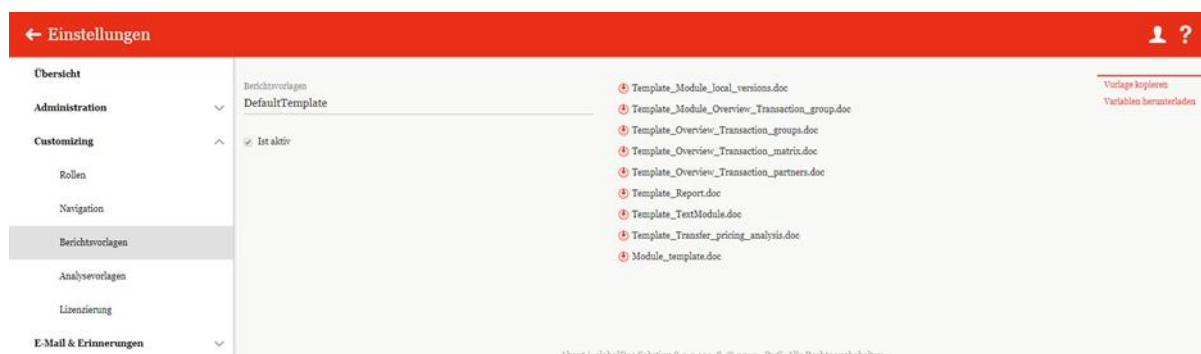 ← Einstellungen
?
Übersicht
Administration
Customizing
Rollen
Navigation
Berichtsvorlagen
Analysevorlagen
Lizenzierung
E-Mail & Erinnerungen
Berichtsvorlagen
DefaultTemplate
Ist aktiv
Template_Module_local_versions.doc
Template_Module_Overview_Transaction_group.doc
Template_Overview_Transaction_groups.doc
Template_Overview_Transaction_matrix.doc
Template_Overview_Transaction_partners.doc
Template_Report.doc
Template_TextModule.doc
Template_Transfer_pricing_analysis.doc
Module_template.doc
Vorlage kopieren
Variablen herunterladen